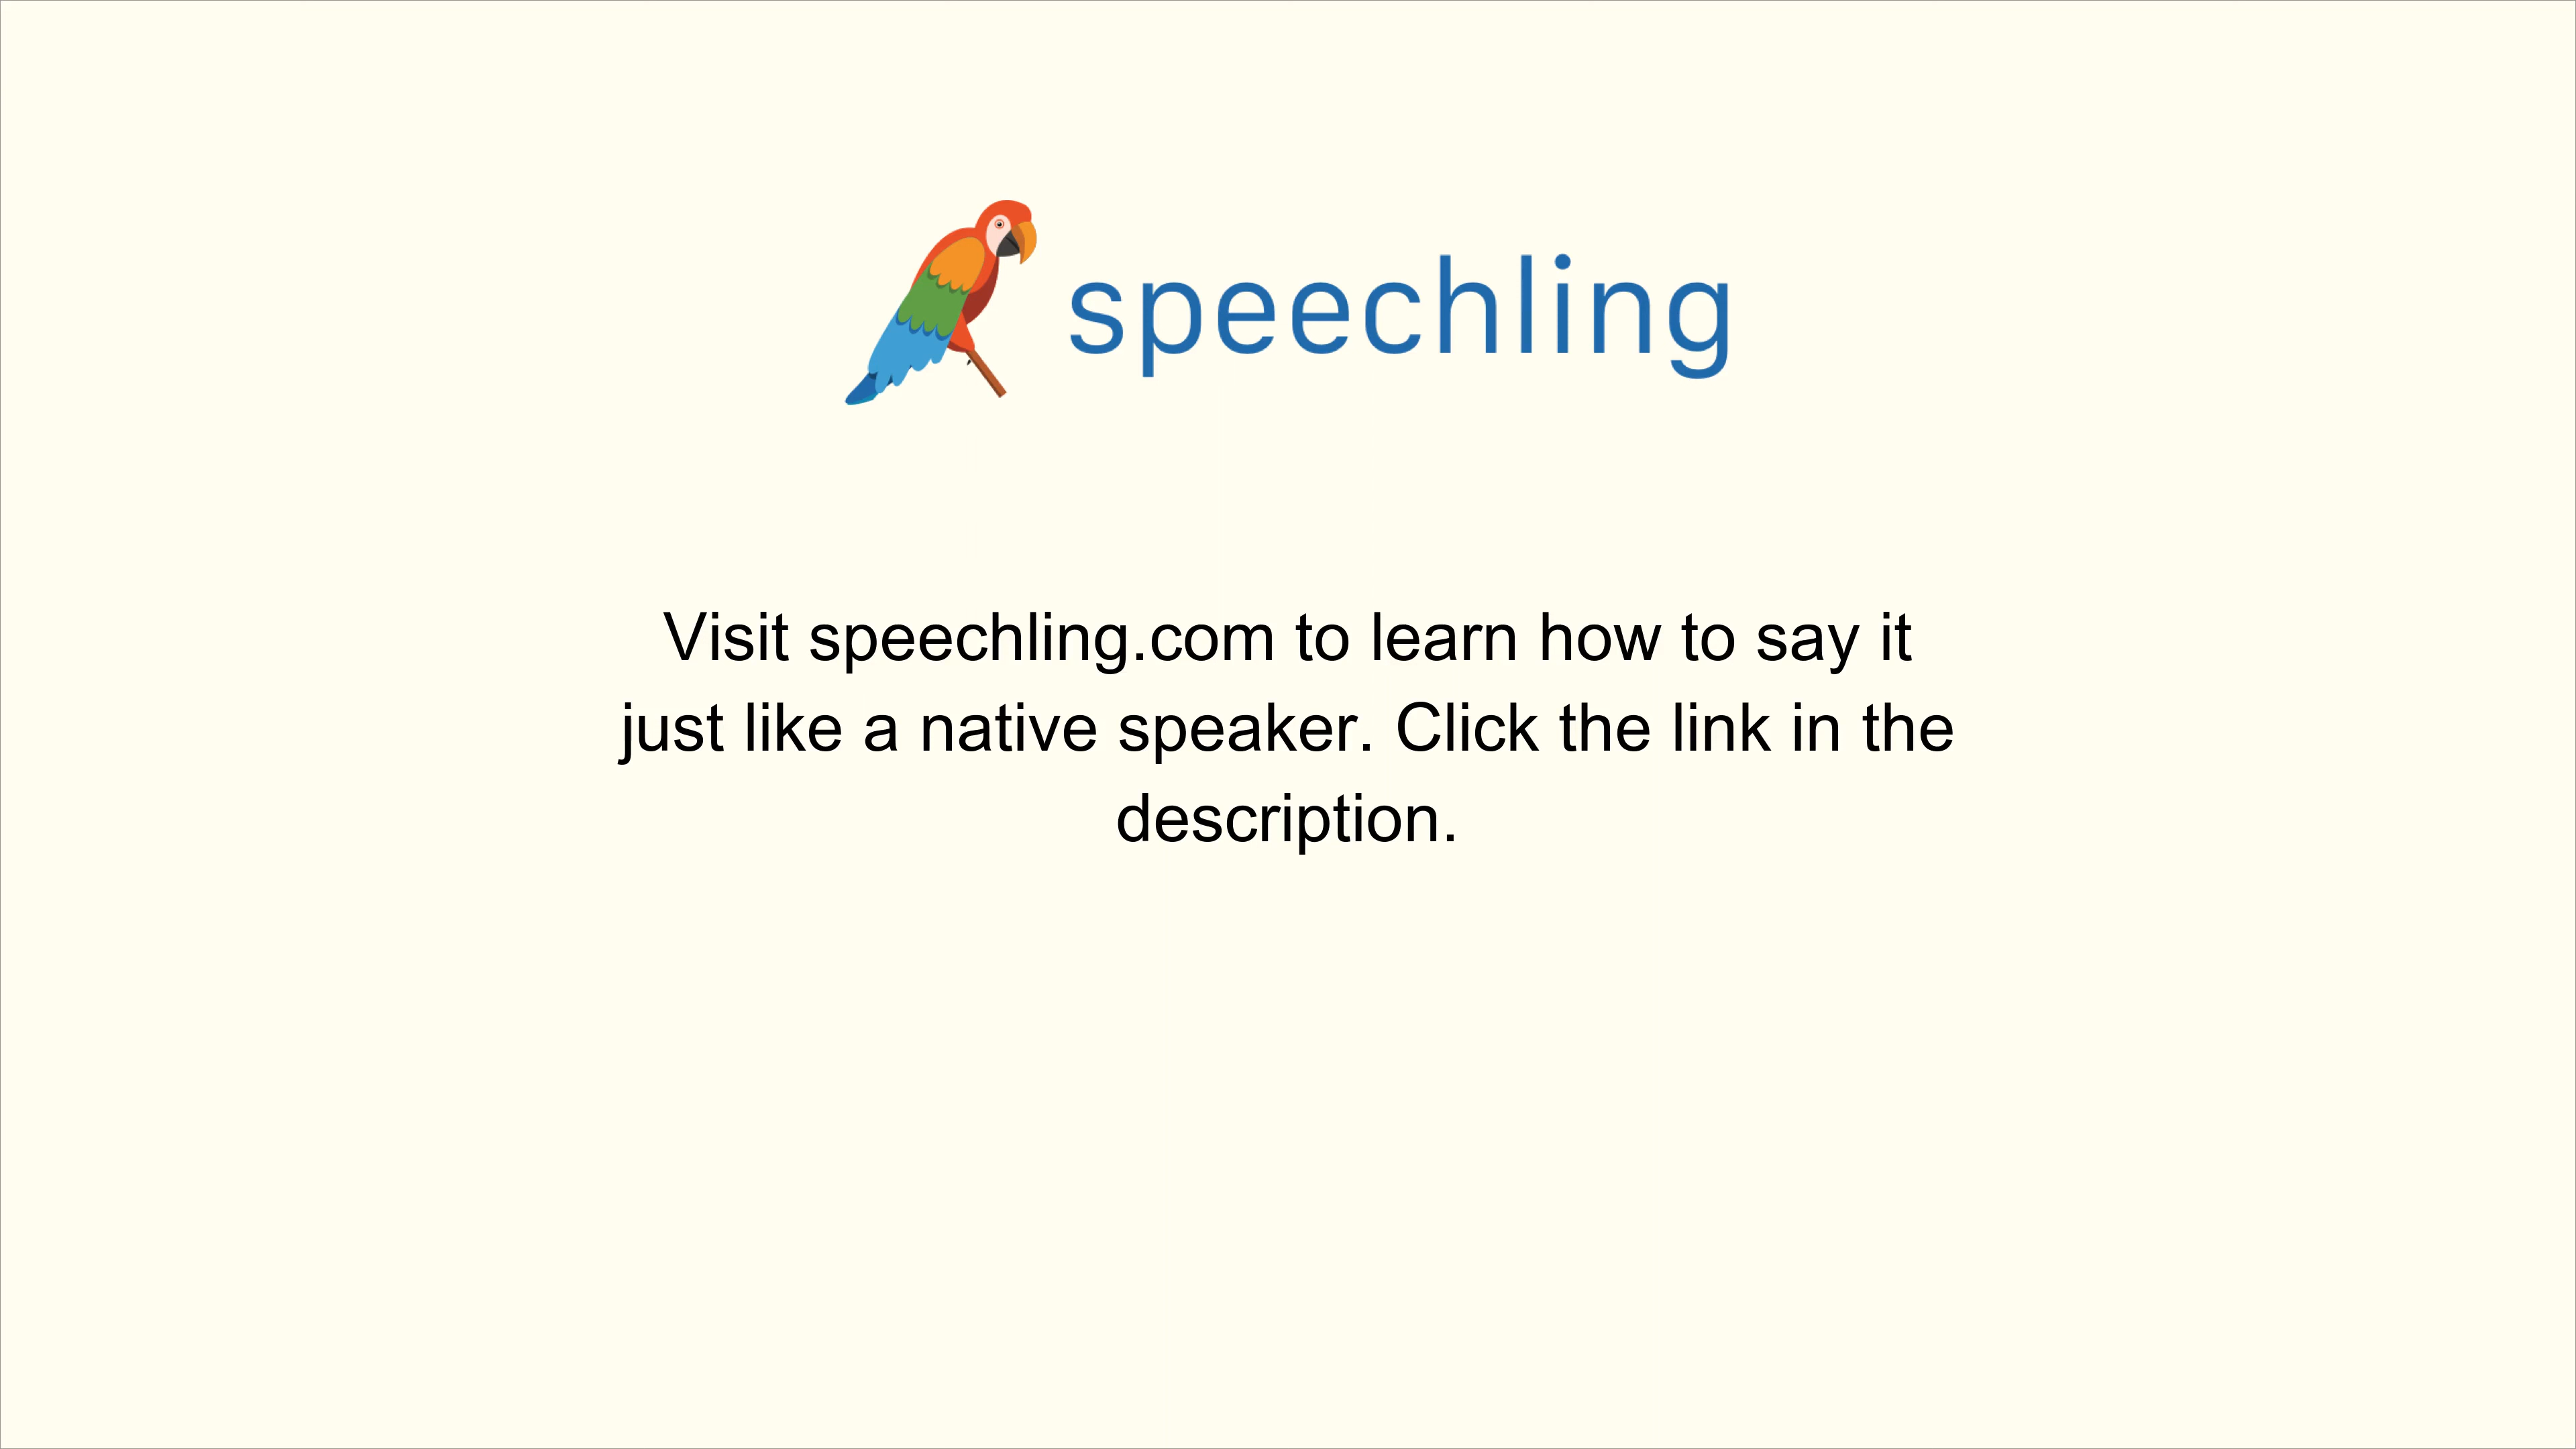 speechling
Visit speechling.com to learn how to say it
just like a native speaker. Click the link in the
description.